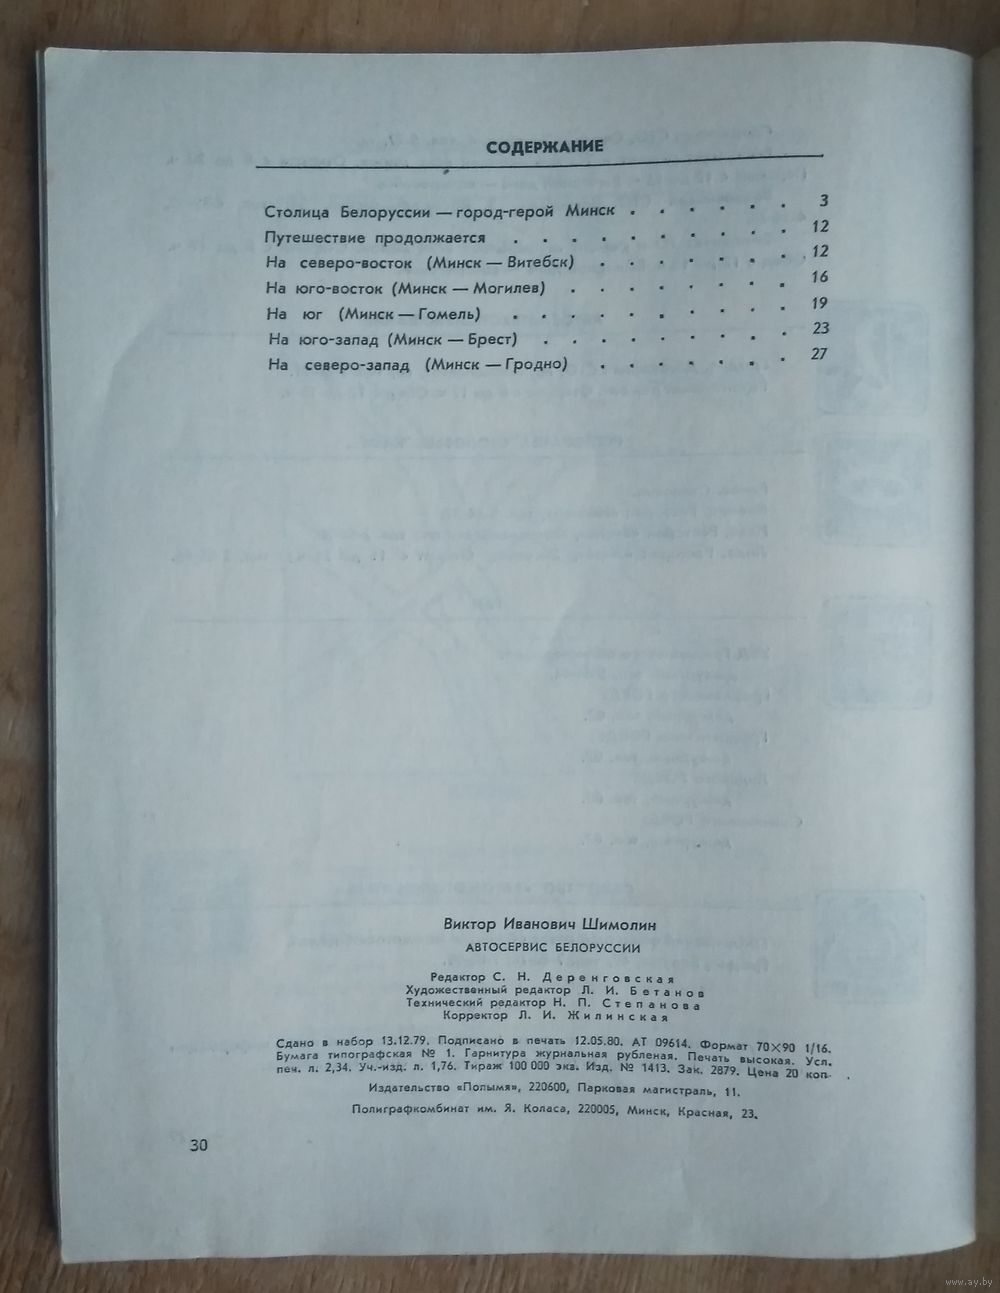 СОДЕРЖАНИЕ
Столица Белоруссии — город-герой Минск . . . . . . 3
Путешествие продолжается . . . . . . . . . . 12
На северо-восток (Минск — Витебск) . . . . . . . . 12
На юго-восток (Минск — Могилев) . . . . . . . . 16
На юг (Минск — Гомель) . . . . . . . . . . 19
На юго-запад (Минск — Брест) . . . . . . . . . 23
На северо-запад (Минск — Гродно) . . . . . . . 27
Виктор Иванович Шимолин
АВТОСЕРВИС БЕЛОРУССИИ
Редактор С. Н. Деренговская
Художественный редактор Л. И. Бетанов
Технический редактор Н. П. Степанова
Корректор Л. И. Жилинская
Сдано в набор 13.12.79. Подписано в печать 12.05.80. АТ 09614. Формат 70×90 1/16.
Бумага типографская № 1. Гарнитура журнальная рубленая. Печать высокая. Усл.
печ. л. 2,34. Уч.-изд. л. 1,76. Тираж 100 000 экз. Изд. № 1413. Зак. 2879. Цена 20 коп.
Издательство «Полымя», 220600, Парковая магистраль, 11.
Полиграфкомбинат им. Я. Коласа, 220005, Минск, Красная, 23.
30
www.ay.by